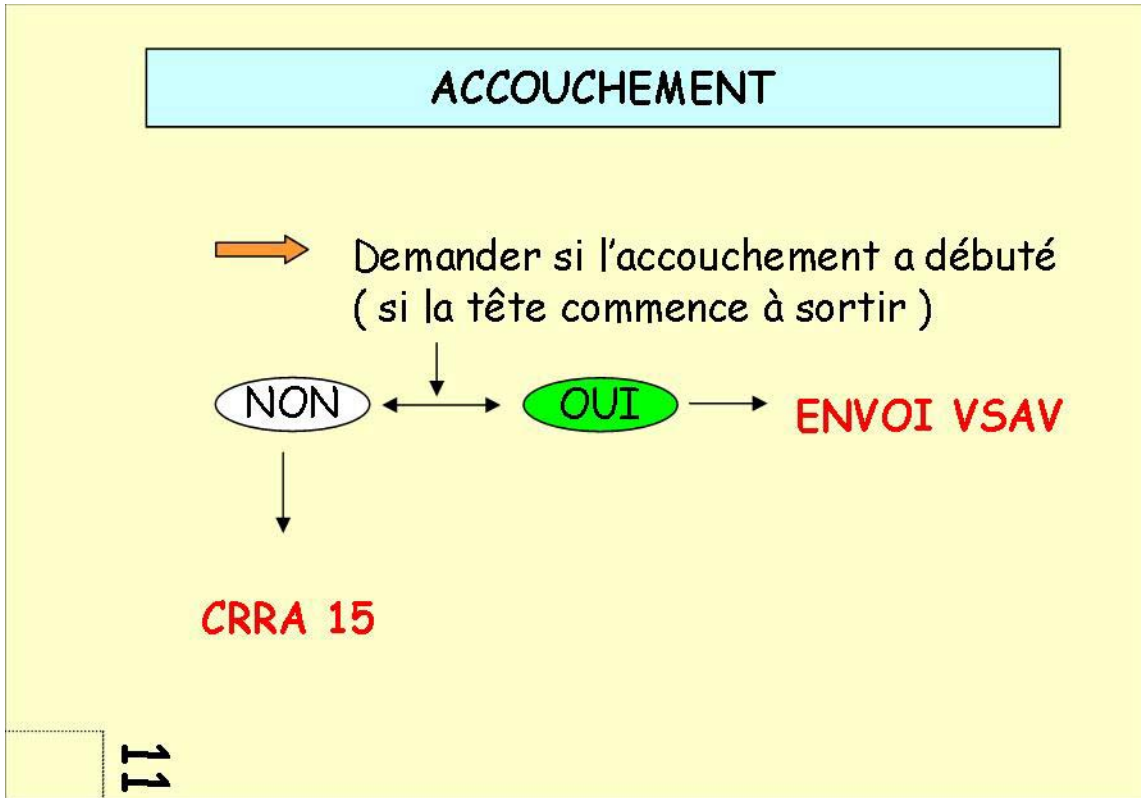 ACCOUCHEMENT
Demander si l'accouchement a débuté
( si la tête commence à sortir )
NON
OUI
ENVOI VSAV
CRRA 15
11